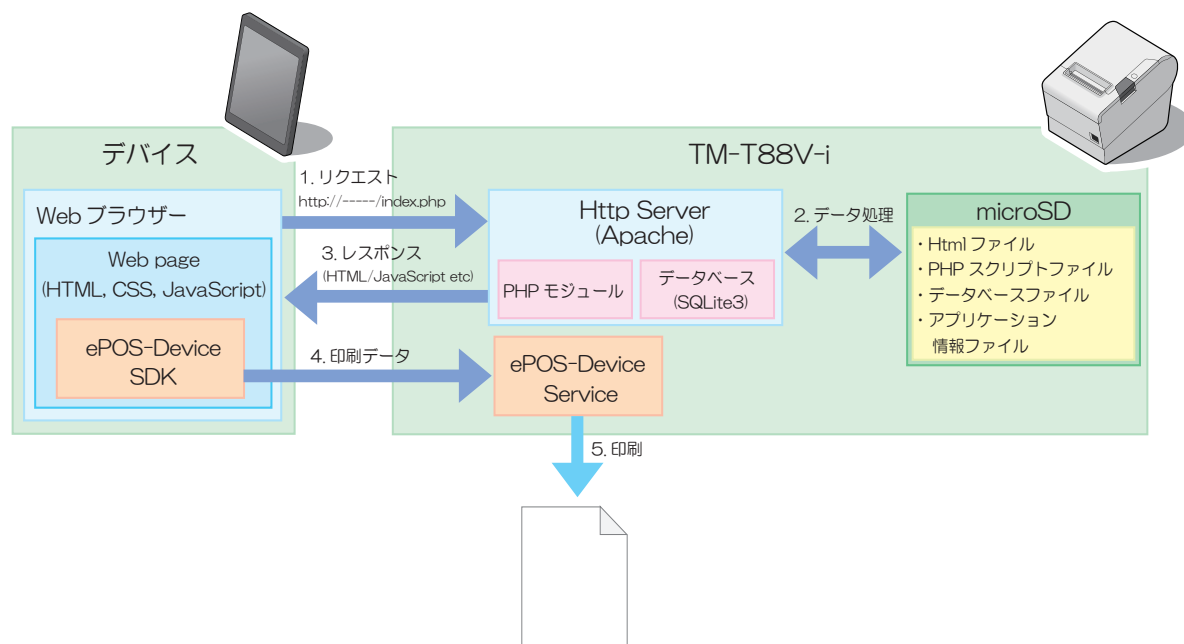 デバイス
TM-T88V-i
1. リクエスト
http://-----/index.php
Web ブラウザー
Web page
(HTML, CSS, JavaScript)
ePOS-Device
SDK
3. レスポンス
(HTML/JavaScript etc)
Http Server
(Apache)
PHP モジュール
データベース
(SQLite3)
2. データ処理
microSD
・Html ファイル
・PHP スクリプトファイル
・データベースファイル
・アプリケーション
情報ファイル
4. 印刷データ
ePOS-Device
Service
5. 印刷